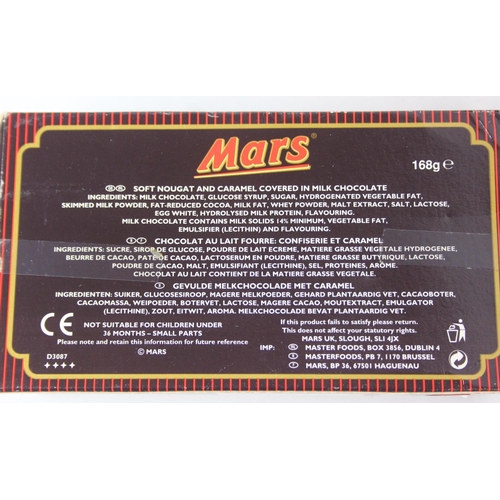 Mars®
168g e
GB IRL SOFT NOUGAT AND CARAMEL COVERED IN MILK CHOCOLATE
INGREDIENTS: MILK CHOCOLATE, GLUCOSE SYRUP, SUGAR, HYDROGENATED VEGETABLE FAT,
SKIMMED MILK POWDER, FAT-REDUCED COCOA, MILK FAT, WHEY POWDER, MALT EXTRACT, SALT, LACTOSE,
EGG WHITE, HYDROLYSED MILK PROTEIN, FLAVOURING.
MILK CHOCOLATE CONTAINS MILK SOLIDS 14% MINIMUM, VEGETABLE FAT,
EMULSIFIER (LECITHIN) AND FLAVOURING.
CHOCOLAT AU LAIT FOURRE: CONFISERIE ET CARAMEL
INGREDIENTS: SUCRE, SIROP DE GLUCOSE, POUDRE DE LAIT ECREME, MATIERE GRASSE VEGETALE HYDROGENEE,
BEURRE DE CACAO, PATE DE CACAO, LACTOSERUM EN POUDRE, MATIERE GRASSE BUTYRIQUE, LACTOSE,
POUDRE DE CACAO, MALT, EMULSIFIANT (LECITHINE), SEL, PROTEINES, AROME.
CHOCOLAT AU LAIT CONTIENT DE LA MATIERE GRASSE VEGETALE.
GEVULDE MELKCHOCOLADE MET CARAMEL
INGREDIENTEN: SUIKER, GLUCOSESIROOP, MAGERE MELKPOEDER, GEHARD PLANTAARDIG VET, CACAOBOTER,
CACAOMASSA, WEIPOEDER, BOTERVET, LACTOSE, MAGERE CACAO, MOUTEXTRACT, EMULGATOR
(LECITHINE), ZOUT, EIWIT, AROMA. MELKCHOCOLADE BEVAT PLANTAARDIG VET.
CE
NOT SUITABLE FOR CHILDREN UNDER
36 MONTHS - SMALL PARTS
Please note and retain this information for future reference
© MARS
D3087
If this product fails to satisfy please return.
This does not affect your statutory rights.
MARS UK, SLOUGH, SL1 4JX
IMP: MASTER FOODS, BOX 3856, DUBLIN 4
MASTERFOODS, PB 7, 1170 BRUSSEL
MARS, BP 36, 67501 HAGUENAU